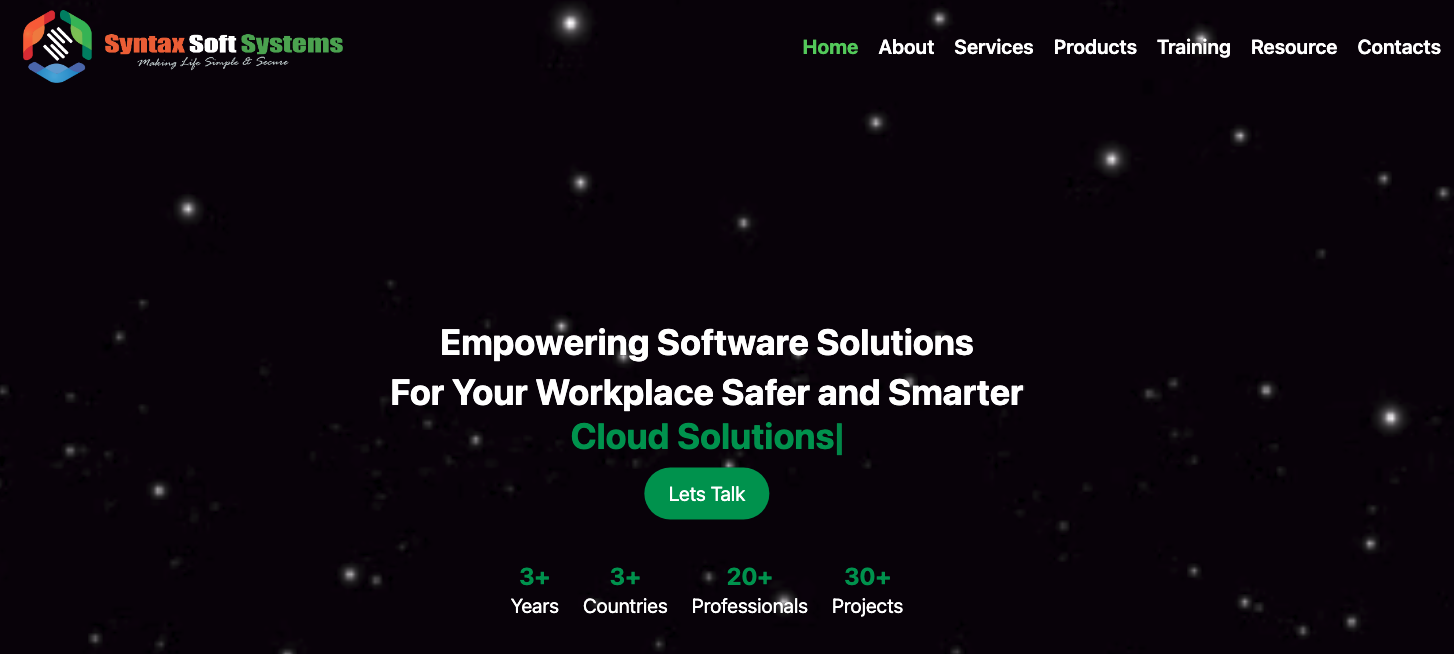 Syntax Soft Systems
Making Life Simple & Secure
Home About Services Products Training Resource Contacts
Empowering Software Solutions
For Your Workplace Safer and Smarter
Cloud Solutions|
Lets Talk
3+ 3+ 20+ 30+
Years Countries Professionals Projects